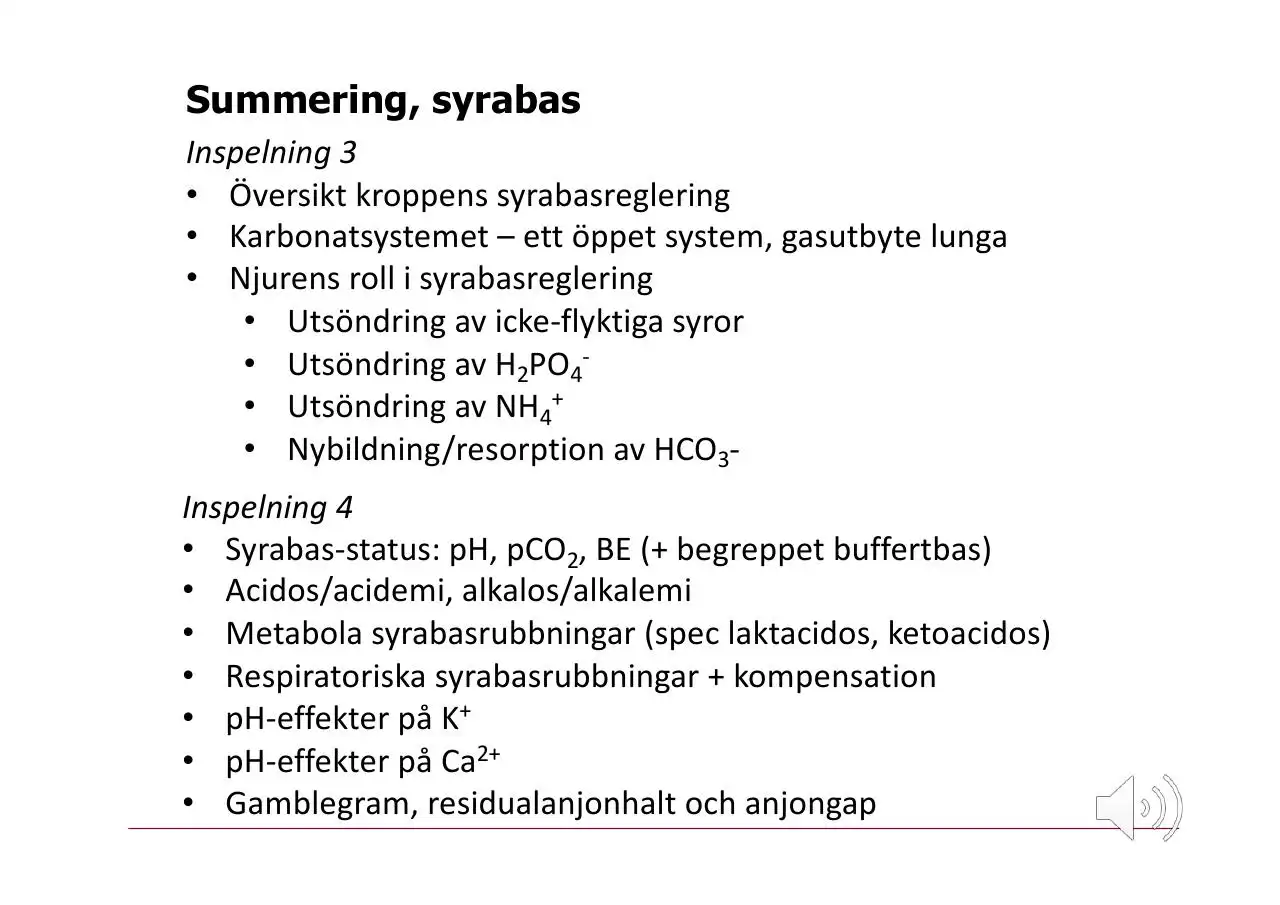 Summering, syrabas
Inspelning 3
• Översikt kroppens syrabasreglering
• Karbonatsystemet – ett öppet system, gasutbyte lunga
• Njurens roll i syrabasreglering
• Utsöndring av icke-flyktiga syror
• Utsöndring av H₂PO₄⁻
• Utsöndring av NH₄⁺
• Nybildning/resorption av HCO₃-
Inspelning 4
• Syrabas-status: pH, pCO₂, BE (+ begreppet buffertbas)
• Acidos/acidemi, alkalos/alkalemi
• Metabola syrabasrubbningar (spec laktacidos, ketoacidos)
• Respiratoriska syrabasrubbningar + kompensation
• pH-effekter på K⁺
• pH-effekter på Ca²⁺
• Gamblegram, residualanjonhalt och anjongap